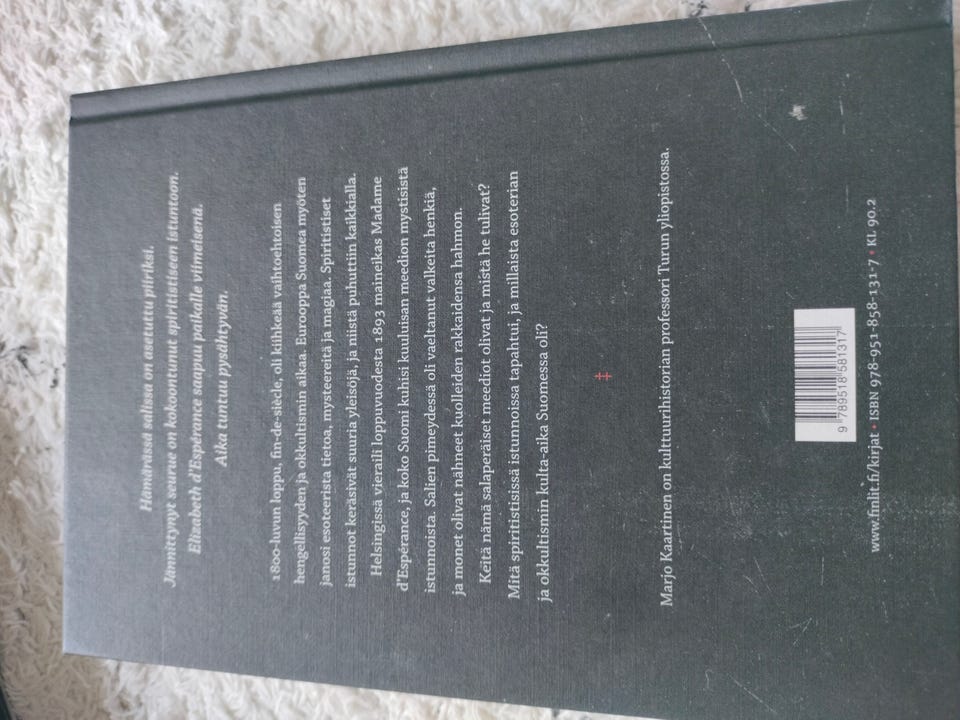 Hämärässä salissa on asetuttu piiriksi.
Jännittynyt seurue on kokoontunut spiritistiseen istuntoon.
Elizabeth d'Espérance saapuu paikalle viimeisenä.
Aika tuntuu pysähtyvän.
1800-luvun loppu, fin-de-siècle, oli kiihkeää vaihtoehtoisen
hengellisyyden ja okkultismin aikaa. Eurooppa Suomea myöten
janosi esoteerista tietoa, mysteereitä ja magiaa. Spiritistiset
istunnot keräsivät suuria yleisöjä, ja niistä puhuttiin kaikkialla.
Helsingissä vieraili loppuvuodesta 1893 maineikas Madame
d'Espérance, ja koko Suomi kuhisi kuuluisan meedion mystisistä
istunnoista. Salien pimeydessä oli vaeltanut valkeita henkiä,
ja monet olivat nähneet kuolleiden rakkaidensa hahmon.
Keitä nämä salaperäiset meediot olivat ja mistä he tulivat?
Mitä spiritistisissä istunnoissa tapahtui, ja millaista esoterian
ja okkultismin kulta-aika Suomessa oli?
‡
Marjo Kaartinen on kulttuurihistorian professori Turun yliopistossa.
9 789518 581317
www.finlit.fi/kirjat • ISBN 978-951-858-131-7 • KL 90.2